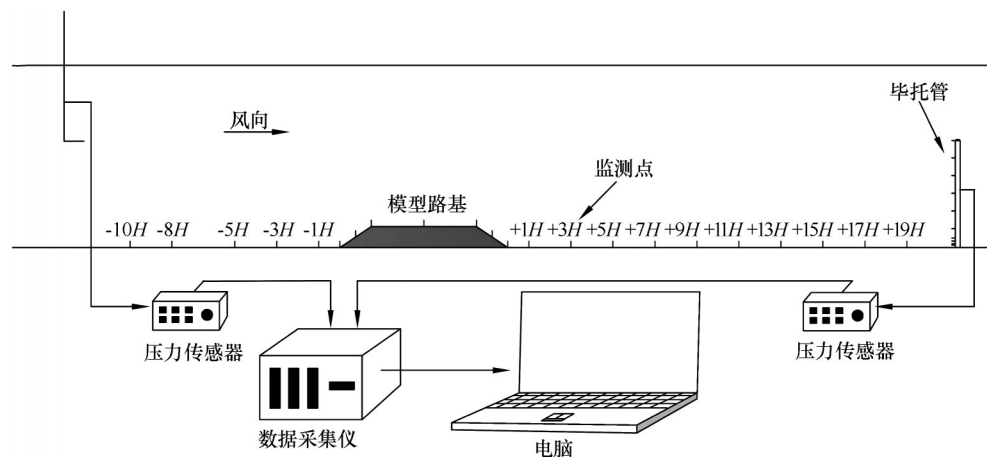 毕托管
风向
监测点
模型路基
-10H -8H -5H -3H -1H +1H +3H +5H +7H +9H +11H +13H +15H +17H +19H
压力传感器
压力传感器
数据采集仪
电脑